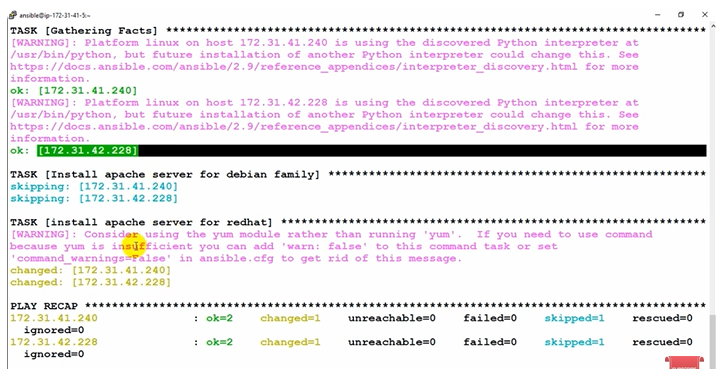 ansible@ip-172-31-41-5:~
TASK [Gathering Facts] ******************************************************************************
[WARNING]: Platform linux on host 172.31.41.240 is using the discovered Python interpreter at
/usr/bin/python, but future installation of another Python interpreter could change this. See
https://docs.ansible.com/ansible/2.9/reference_appendices/interpreter_discovery.html for more
information.
ok: [172.31.41.240]
[WARNING]: Platform linux on host 172.31.42.228 is using the discovered Python interpreter at
/usr/bin/python, but future installation of another Python interpreter could change this. See
https://docs.ansible.com/ansible/2.9/reference_appendices/interpreter_discovery.html for more
information.
ok: [172.31.42.228]
TASK [Install apache server for debian family] ******************************************************
skipping: [172.31.41.240]
skipping: [172.31.42.228]
TASK [install apache server for redhat] *************************************************************
[WARNING]: Consider using the yum module rather than running 'yum'.  If you need to use command
because yum is insufficient you can add 'warn: false' to this command task or set
'command_warnings=False' in ansible.cfg to get rid of this message.
changed: [172.31.41.240]
changed: [172.31.42.228]
PLAY RECAP ******************************************************************************************
172.31.41.240 : ok=2 changed=1 unreachable=0 failed=0 skipped=1 rescued=0
ignored=0
172.31.42.228 : ok=2 changed=1 unreachable=0 failed=0 skipped=1 rescued=0
ignored=0